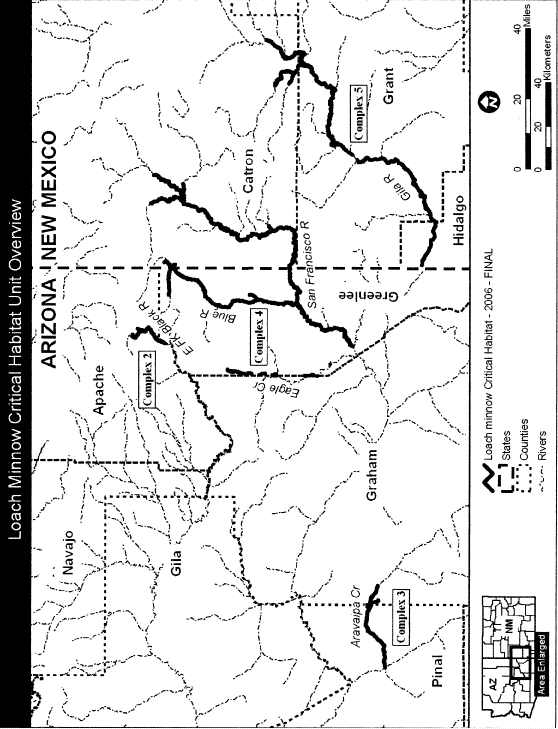 Loach Minnow Critical Habitat Unit Overview
ARIZONA
NEW MEXICO
Navajo
Apache
Gila
Complex 2
E FK Black R
Blue R
Complex 4
Eagle Cr
San Francisco R
Greenlee
Catron
Grant
Complex 5
Gila R
Hidalgo
Graham
Aravaipa Cr
Complex 3
Pinal
AZ
NM
Area Enlarged
Loach minnow Critical Habitat - 2006 - FINAL
States
Counties
Rivers
N
0 20 40 Miles
0 20 40 Kilometers